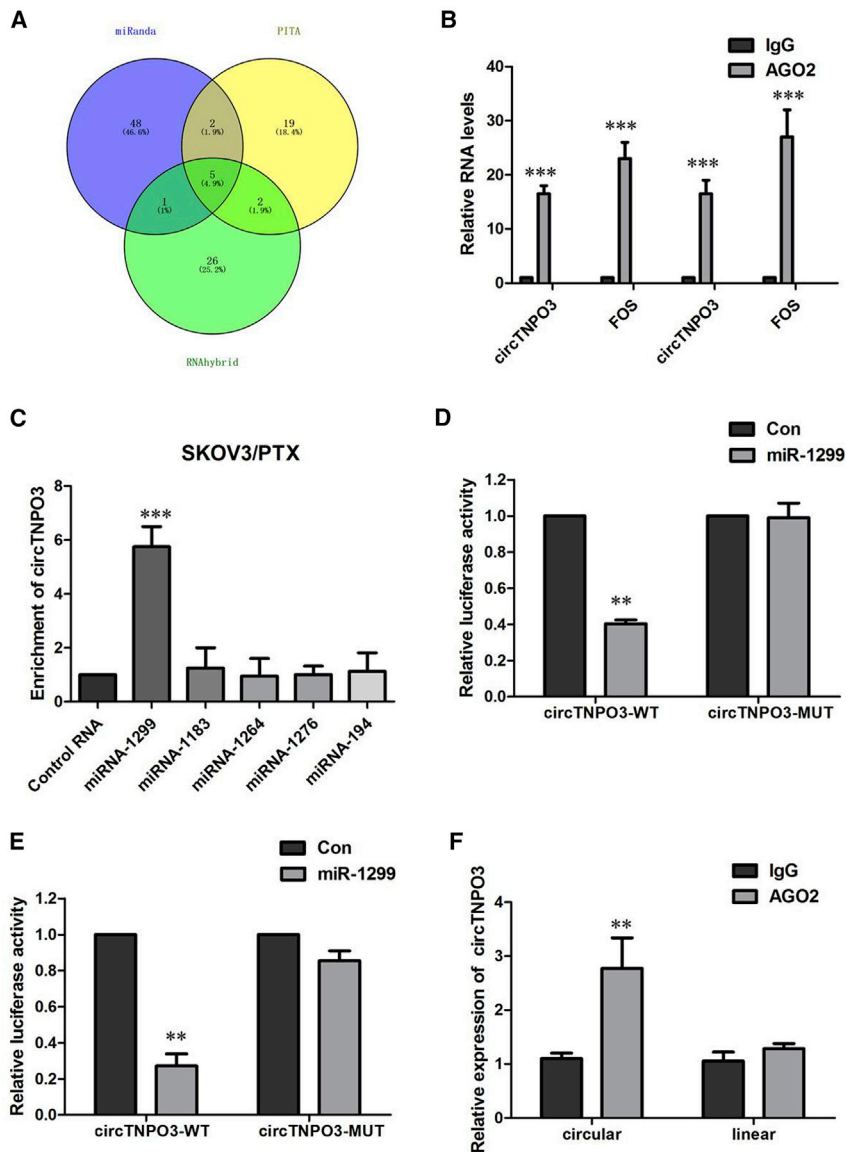 A
miRanda
PITA
48
(46.6%)
2
(1.9%)
19
(18.4%)
5
(4.9%)
1
(1%)
2
(1.9%)
26
(25.2%)
RNAhybrid
B
IgG
AGO2
Relative RNA levels
40
30
20
10
0
***
***
***
***
circTNPO3
FOS
circTNPO3
FOS
C
SKOV3/PTX
Enrichment of circTNPO3
8
6
4
2
0
***
Control RNA
miRNA-1299
miRNA-1183
miRNA-1264
miRNA-1276
miRNA-194
D
Con
miR-1299
Relative luciferase activity
1.2
1.0
0.8
0.6
0.4
0.2
0.0
**
circTNPO3-WT
circTNPO3-MUT
E
Con
miR-1299
Relative luciferase activity
1.2
1.0
0.8
0.6
0.4
0.2
0.0
**
circTNPO3-WT
circTNPO3-MUT
F
IgG
AGO2
Relative expression of circTNPO3
4
3
2
1
0
**
circular
linear